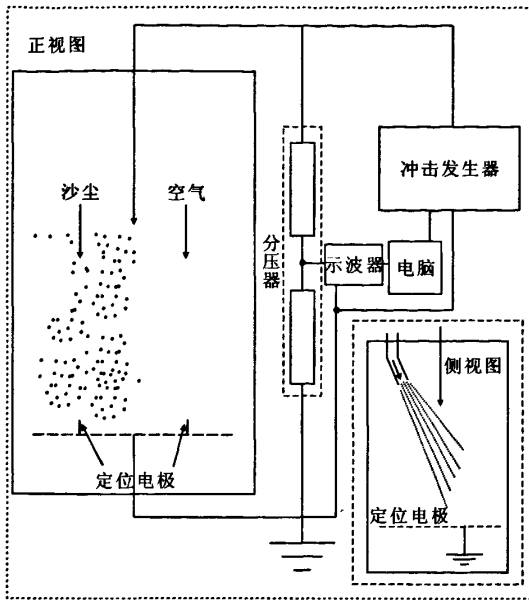 正视图
沙尘
空气
分压器
冲击发生器
示波器
电脑
定位电极
侧视图
定位电极